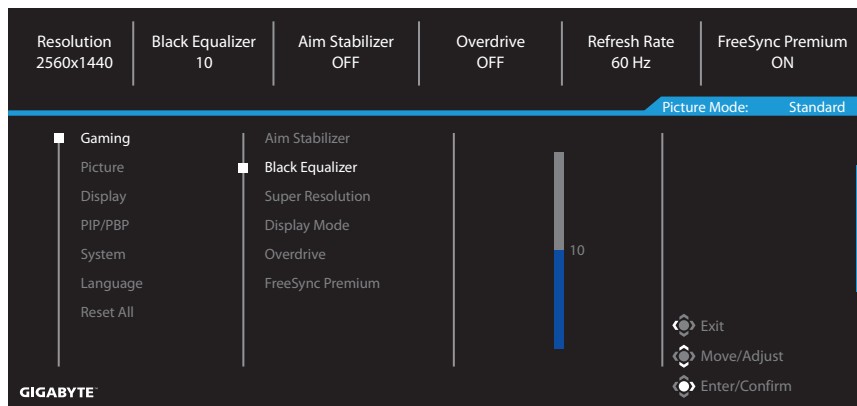 Resolution
2560x1440
Black Equalizer
10
Aim Stabilizer
OFF
Overdrive
OFF
Refresh Rate
60 Hz
FreeSync Premium
ON
Picture Mode: Standard
Gaming
Picture
Display
PIP/PBP
System
Language
Reset All
Aim Stabilizer
Black Equalizer
Super Resolution
Display Mode
Overdrive
FreeSync Premium
10
Exit
Move/Adjust
Enter/Confirm
GIGABYTE™